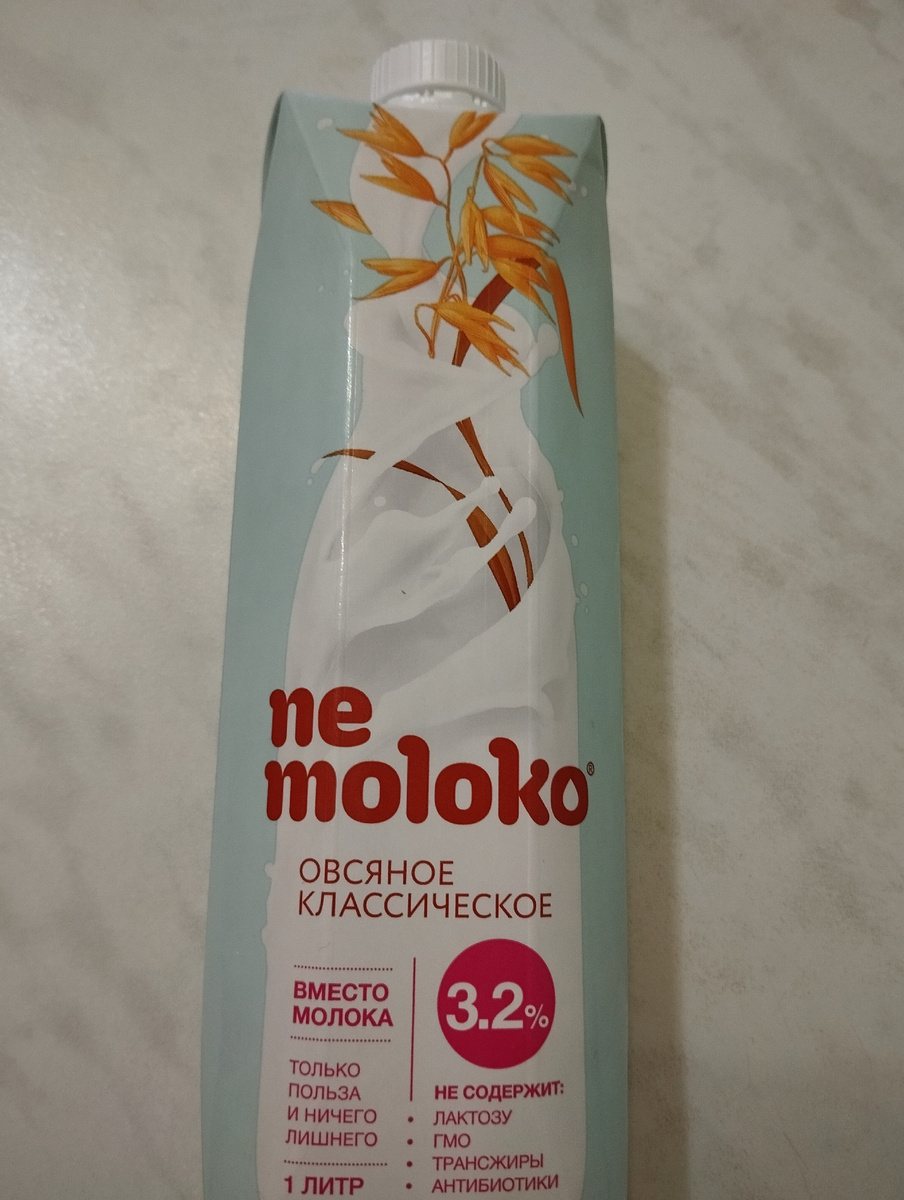 ne
moloko®
ОВСЯНОЕ
КЛАССИЧЕСКОЕ
ВМЕСТО
МОЛОКА
ТОЛЬКО
ПОЛЬЗА
И НИЧЕГО
ЛИШНЕГО
1 ЛИТР
3.2%
НЕ СОДЕРЖИТ:
• ЛАКТОЗУ
• ГМО
• ТРАНСЖИРЫ
• АНТИБИОТИКИ